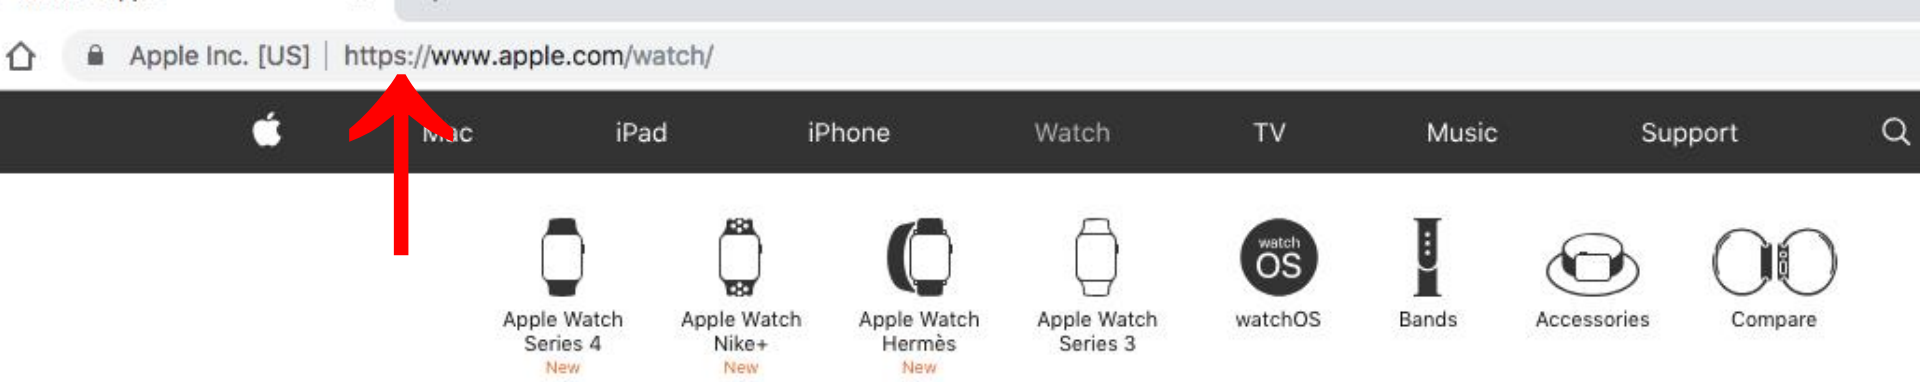 Apple Inc. [US] | https://www.apple.com/watch/
Mac iPad iPhone Watch TV Music Support
watch
OS
Apple Watch Apple Watch Apple Watch Apple Watch watchOS Bands Accessories Compare
Series 4 Nike+ Hermès Series 3
New New New